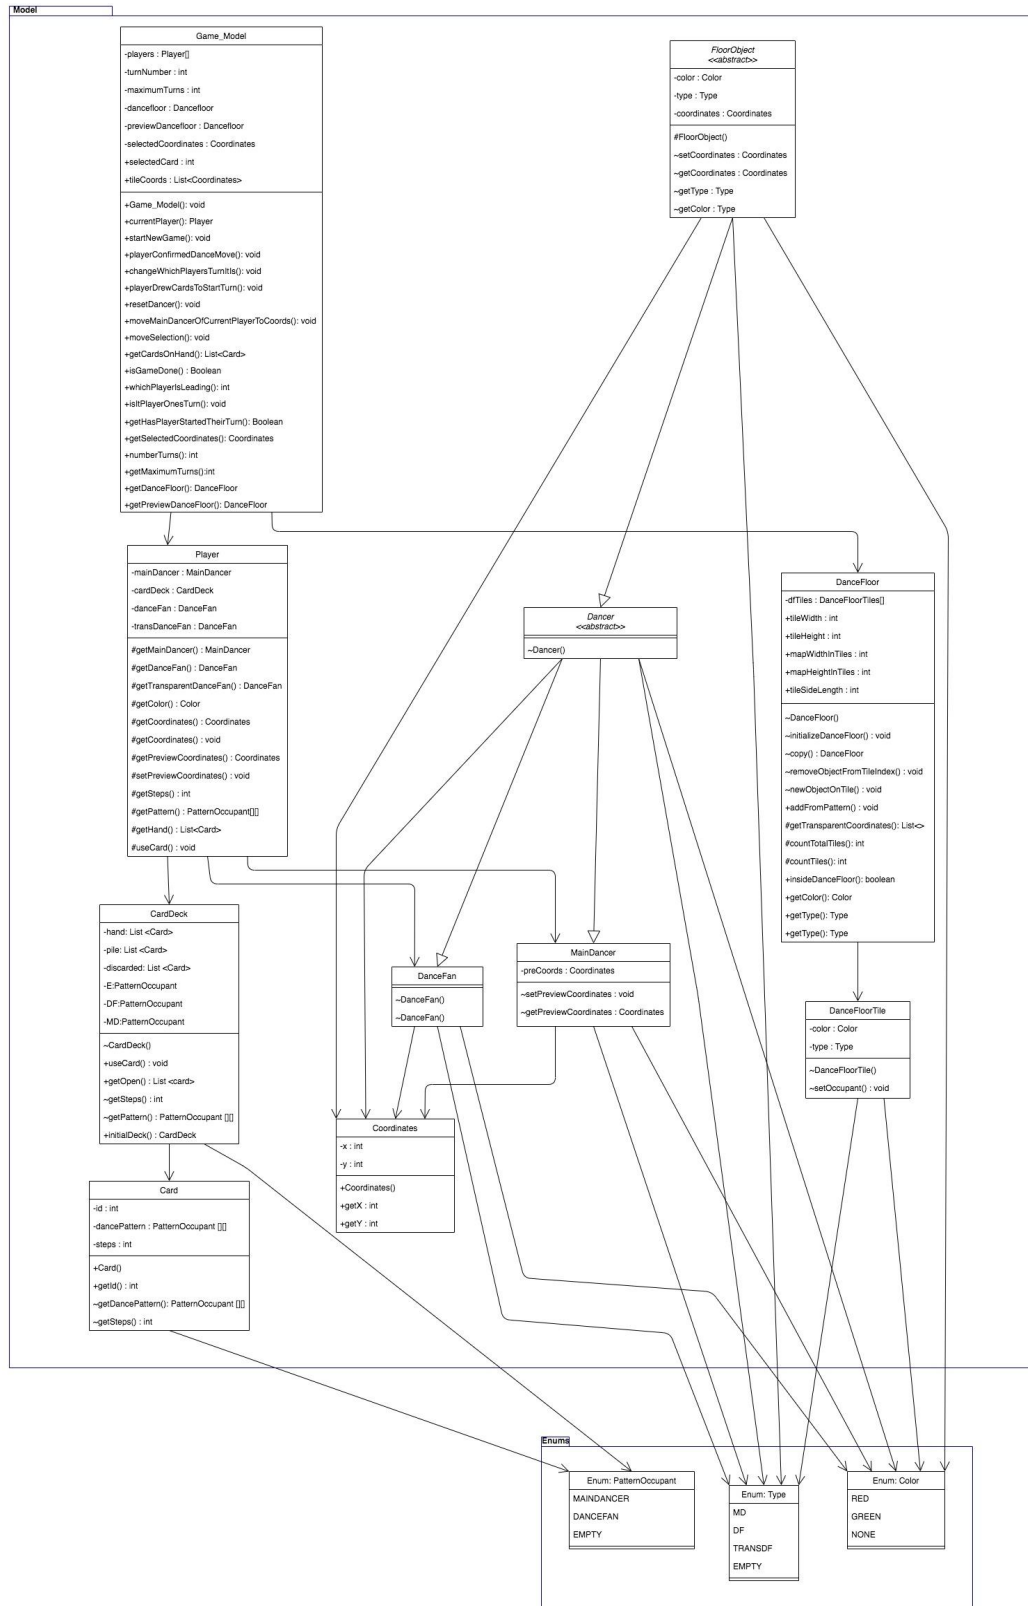 Model
Game_Model
-players : Player[]
-turnNumber : int
-maximumTurns : int
-dancefloor : Dancefloor
-previewDancefloor : Dancefloor
-selectedCoordinates : Coordinates
+selectedCard : int
+tileCoords : List<Coordinates>
+Game_Model(): void
+currentPlayer(): Player
+startNewGame(): void
+playerConfirmedDanceMove(): void
+changeWhichPlayersTurnItIs(): void
+playerDrewCardsToStartTurn(): void
+resetDancer(): void
+moveMainDancerOfCurrentPlayerToCoords(): void
+moveSelection(): void
+getCardsOnHand(): List<Card>
+isGameDone() : Boolean
+whichPlayerIsLeading(): int
+isItPlayerOnesTurn(): void
+getHasPlayerStartedTheirTurn(): Boolean
+getSelectedCoordinates(): Coordinates
+numberTurns(): int
+getMaximumTurns():int
+getDanceFloor(): DanceFloor
+getPreviewDanceFloor(): DanceFloor
FloorObject
<<abstract>>
-color : Color
-type : Type
-coordinates : Coordinates
#FloorObject()
~setCoordinates : Coordinates
~getCoordinates : Coordinates
~getType : Type
~getColor : Type
Player
-mainDancer : MainDancer
-cardDeck : CardDeck
-danceFan : DanceFan
-transDanceFan : DanceFan
#getMainDancer() : MainDancer
#getDanceFan() : DanceFan
#getTransparentDanceFan() : DanceFan
#getColor() : Color
#getCoordinates() : Coordinates
#getCoordinates() : void
#getPreviewCoordinates() : Coordinates
#setPreviewCoordinates() : void
#getSteps() : int
#getPattern() : PatternOccupant[][]
#getHand() : List<Card>
#useCard() : void
Dancer
<<abstract>>
~Dancer()
DanceFloor
-dfTiles : DanceFloorTiles[]
+tileWidth : int
+tileHeight : int
+mapWidthInTiles : int
+mapHeightInTiles : int
+tileSideLength : int
~DanceFloor()
~initializeDanceFloor() : void
~copy() : DanceFloor
~removeObjectFromTileIndex() : void
~newObjectOnTile() : void
+addFromPattern() : void
#getTransparentCoordinates(): List<>
#countTotalTiles(): int
#countTiles(): int
+insideDanceFloor(): boolean
+getColor(): Color
+getType(): Type
+getType(): Type
CardDeck
-hand: List <Card>
-pile: List <Card>
-discarded: List <Card>
-E:PatternOccupant
-DF:PatternOccupant
-MD:PatternOccupant
~CardDeck()
+useCard() : void
+getOpen() : List <card>
~getSteps() : int
~getPattern() : PatternOccupant [][]
+initialDeck() : CardDeck
DanceFan
~DanceFan()
~DanceFan()
MainDancer
-preCoords : Coordinates
~setPreviewCoordinates : void
~getPreviewCoordinates : Coordinates
DanceFloorTile
-color : Color
-type : Type
~DanceFloorTile()
~setOccupant() : void
Coordinates
-x : int
-y : int
+Coordinates()
+getX : int
+getY : int
Card
-id : int
-dancePattern : PatternOccupant [][]
-steps : int
+Card()
+getId() : int
~getDancePattern(): PatternOccupant [][]
~getSteps() : int
Enums
Enum: PatternOccupant
MAINDANCER
DANCEFAN
EMPTY
Enum: Type
MD
DF
TRANSDF
EMPTY
Enum: Color
RED
GREEN
NONE